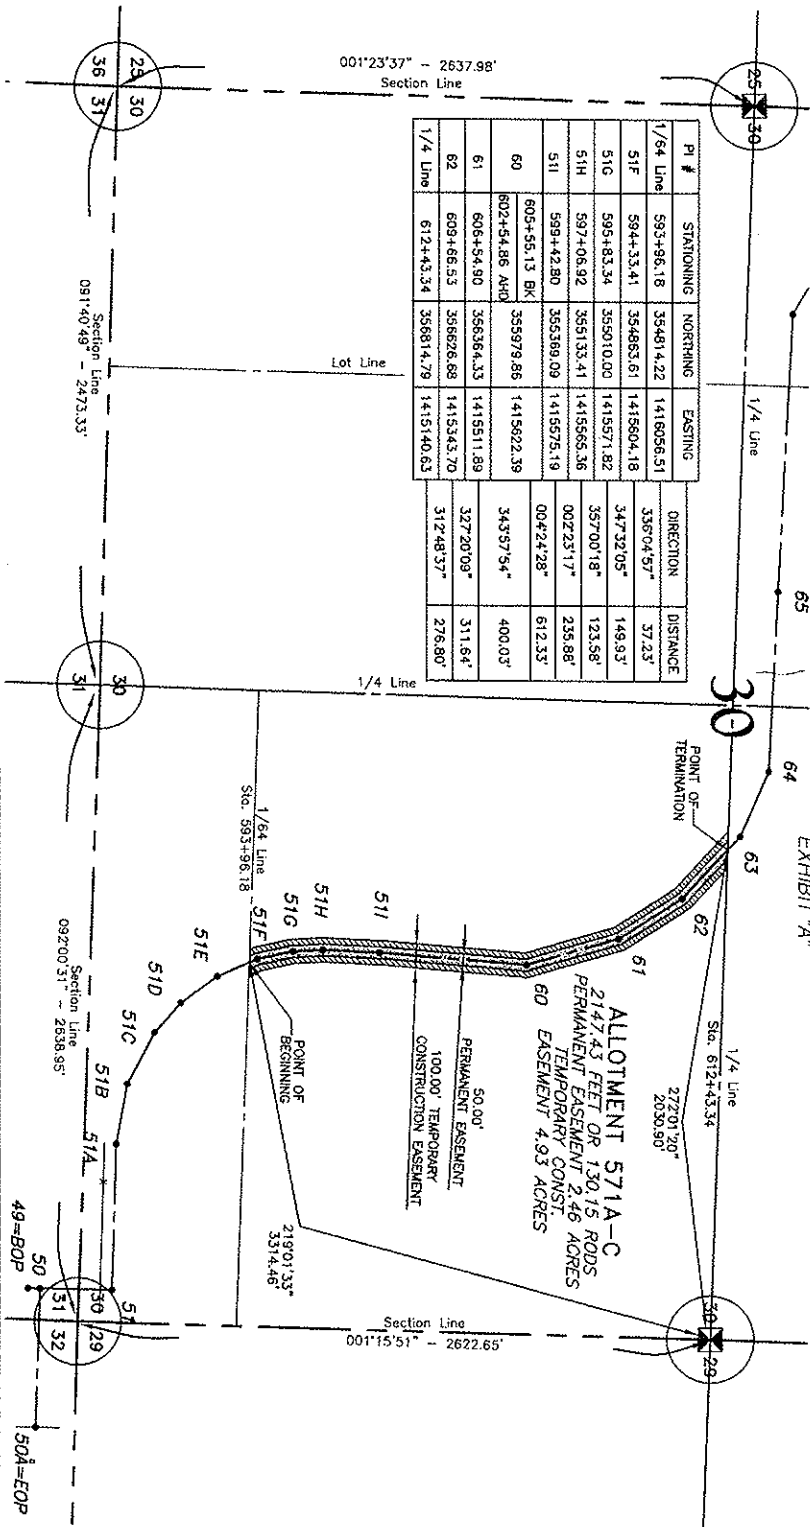 EXHIBIT "A"
25 30
25 30
36 31
001°23'37" - 2637.98'
Section Line
PI # STATIONING NORTHING EASTING DIRECTION DISTANCE
1/64 Line 593+96.18 354814.22 1416056.51
336°04'57" 37.23'
51F 594+33.41 354863.61 1415604.18
347°32'05" 149.93'
51G 595+83.34 355010.00 1415571.82
357°00'18" 123.58'
51H 597+06.92 355133.41 1415565.36
002°23'17" 235.88'
51I 599+42.80 355369.09 1415575.19
004°24'28" 612.33'
60 605+55.13 BK
602+54.86 AHD 355979.86 1415622.39
343°57'54" 400.03'
61 606+54.90 356364.33 1415511.89
327°20'09" 311.64'
62 609+66.53 356626.68 1415343.70
312°48'37" 276.80'
1/4 Line 612+43.34 356814.79 1415140.63
1/4 Line
Lot Line
Section Line
091°40'49" - 2473.33'
1/4 Line
30
30
31
65
64
63
62
61
60
POINT OF
TERMINATION
1/4 Line
Sta. 612+43.34
272°01'20"
2030.90'
ALLOTMENT 571A-C
2147.43 FEET OR 130.15 RODS
PERMANENT EASEMENT 2.46 ACRES
TEMPORARY CONST.
EASEMENT 4.93 ACRES
50.00'
PERMANENT EASEMENT
100.00' TEMPORARY
CONSTRUCTION EASEMENT
1/64 Line
Sta. 593+96.18
51I
51H
51G
51F
51E
51D
51C
51B
51A
51
POINT OF
BEGINNING
219°01'33"
3314.46'
Section Line
092°00'31" - 2638.95'
Section Line
001°15'51" - 2622.65'
30 29
30 29
31 32
50
49=BOP
50A=EOP